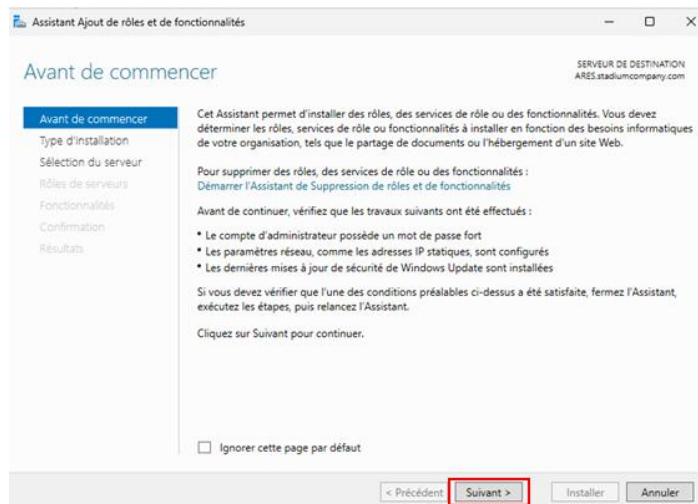 Assistant Ajout de rôles et de fonctionnalités
Avant de commencer
SERVEUR DE DESTINATION
ARES.stadiumcompany.com
Avant de commencer
Type d'installation
Sélection du serveur
Rôles de serveurs
Fonctionnalités
Confirmation
Résultats
Cet Assistant permet d'installer des rôles, des services de rôle ou des fonctionnalités. Vous devez
déterminer les rôles, services de rôle ou fonctionnalités à installer en fonction des besoins informatiques
de votre organisation, tels que le partage de documents ou l'hébergement d'un site Web.
Pour supprimer des rôles, des services de rôle ou des fonctionnalités :
Démarrer l'Assistant de Suppression de rôles et de fonctionnalités
Avant de continuer, vérifiez que les travaux suivants ont été effectués :
• Le compte d'administrateur possède un mot de passe fort
• Les paramètres réseau, comme les adresses IP statiques, sont configurés
• Les dernières mises à jour de sécurité de Windows Update sont installées
Si vous devez vérifier que l'une des conditions préalables ci-dessus a été satisfaite, fermez l'Assistant,
exécutez les étapes, puis relancez l'Assistant.
Cliquez sur Suivant pour continuer.
Ignorer cette page par défaut
< Précédent
Suivant >
Installer
Annuler